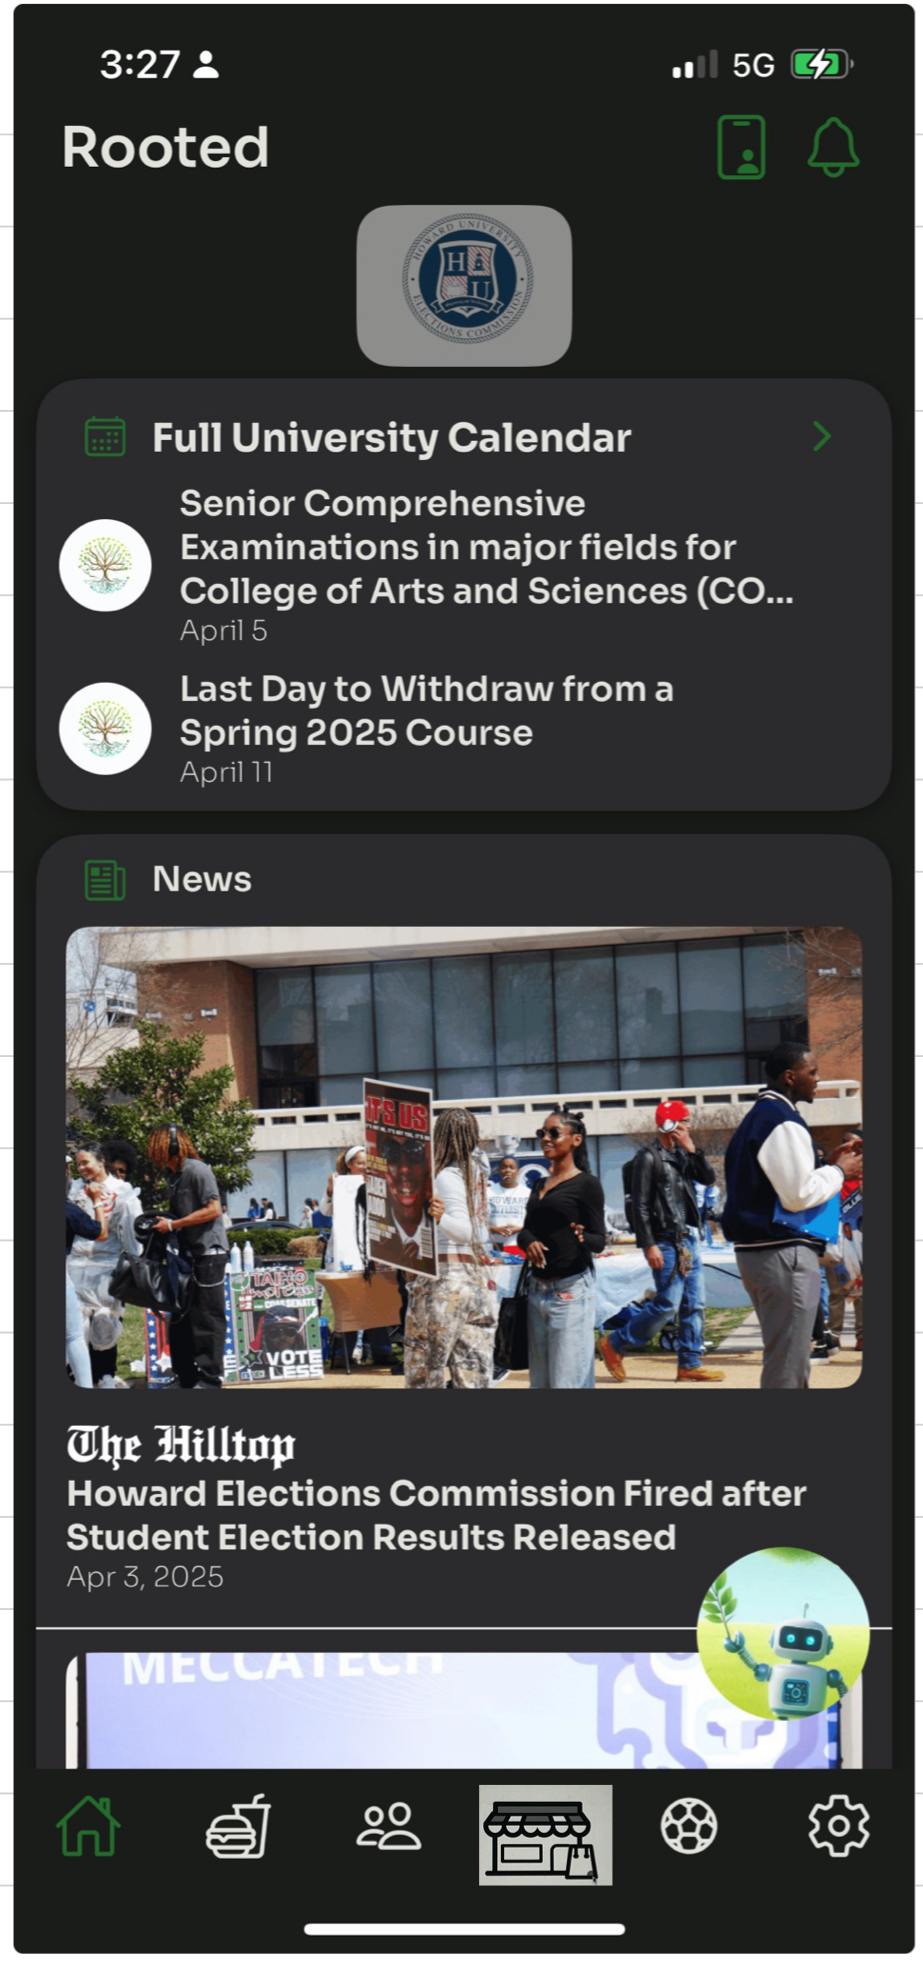 3:27
5G
Rooted
HOWARD UNIVERSITY
H
U
ELECTIONS COMMISSION
Full University Calendar
Senior Comprehensive
Examinations in major fields for
College of Arts and Sciences (CO...
April 5
Last Day to Withdraw from a
Spring 2025 Course
April 11
News
IT'S US
VOTE
LESS
The Hilltop
Howard Elections Commission Fired after
Student Election Results Released
Apr 3, 2025
MECCATECH